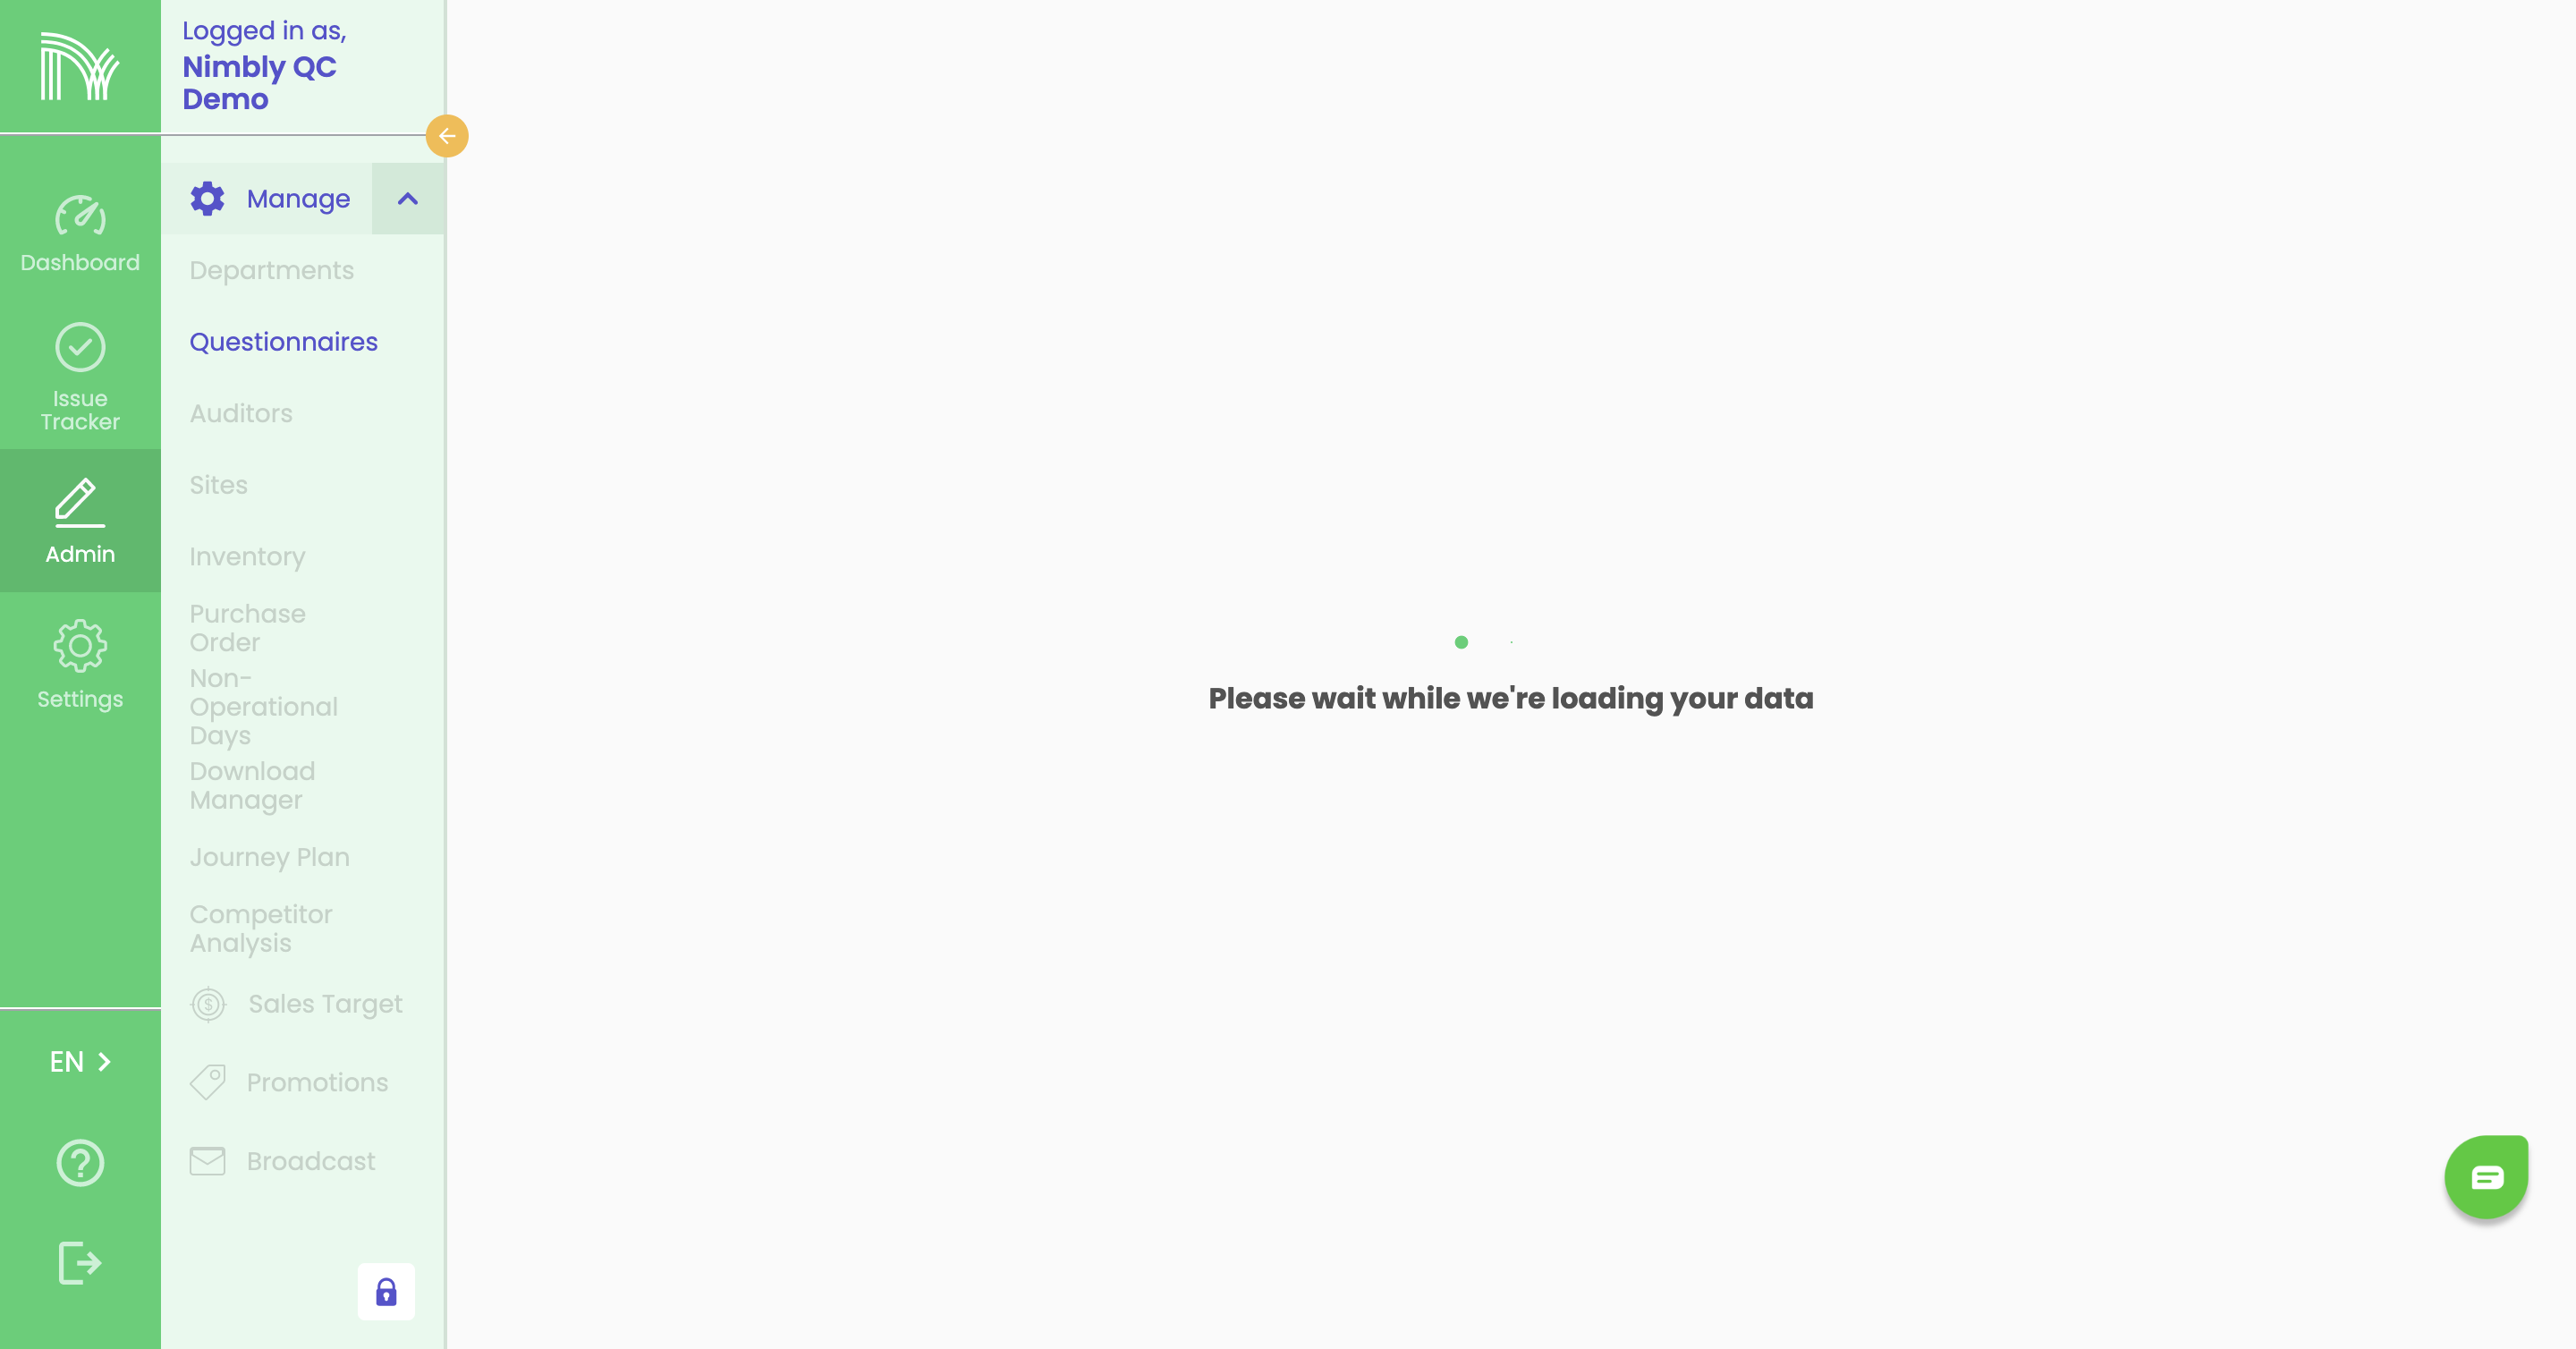 Logged in as,
Nimbly QC
Demo
Dashboard
Issue
Tracker
Admin
Settings
EN
Manage
Departments
Questionnaires
Auditors
Sites
Inventory
Purchase
Order
Non-
Operational
Days
Download
Manager
Journey Plan
Competitor
Analysis
Sales Target
Promotions
Broadcast
Please wait while we're loading your data